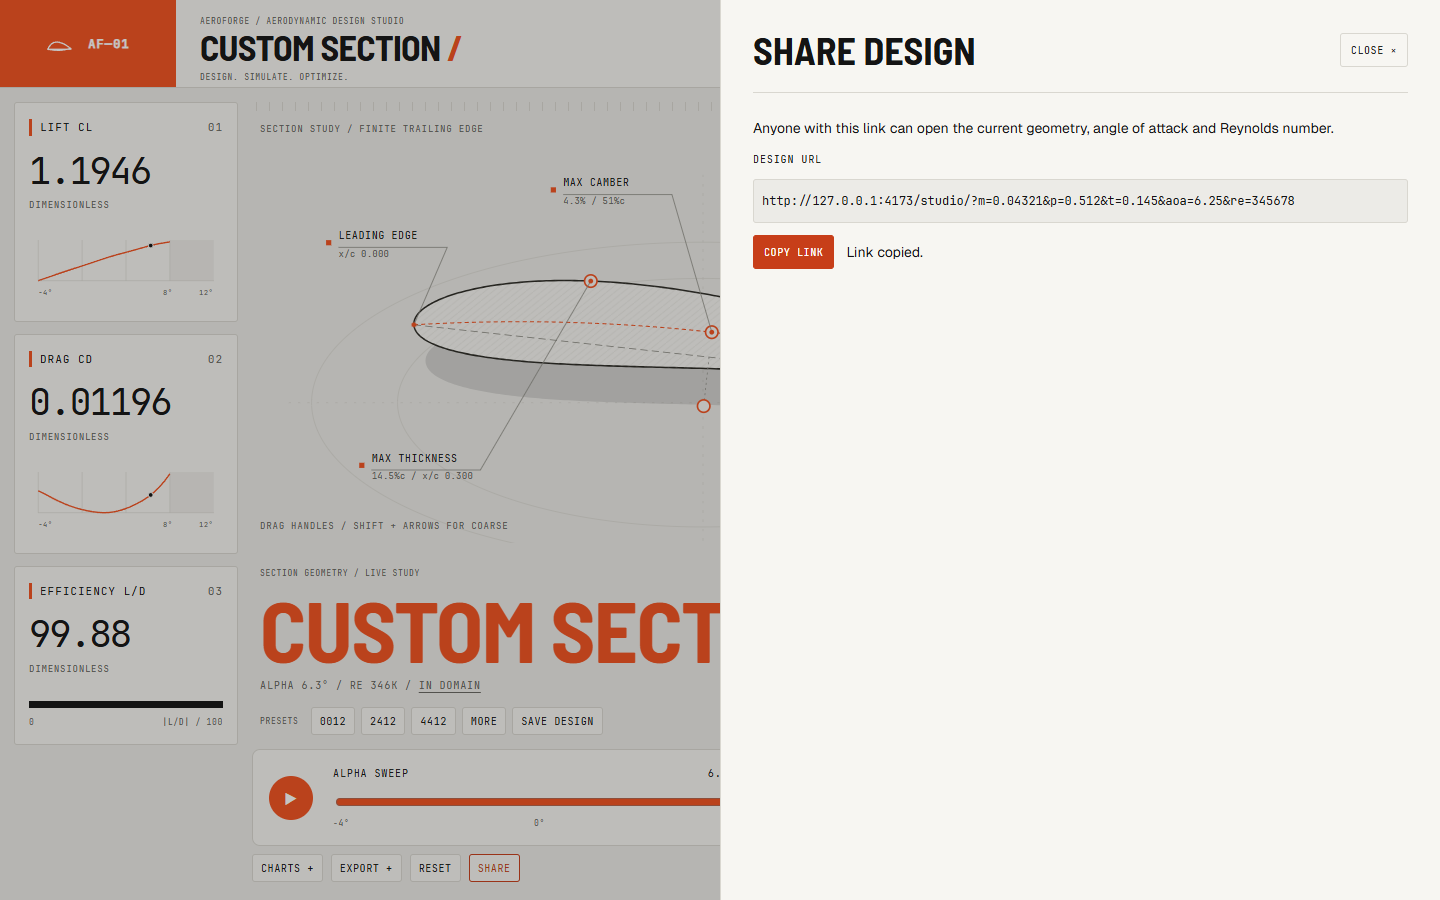 AF—01
AEROFORGE / AERODYNAMIC DESIGN STUDIO
CUSTOM SECTION /
DESIGN. SIMULATE. OPTIMIZE.
LIFT CL 01
1.1946
DIMENSIONLESS
-4° 8° 12°
DRAG CD 02
0.01196
DIMENSIONLESS
-4° 8° 12°
EFFICIENCY L/D 03
99.88
DIMENSIONLESS
0 |L/D| / 100
SECTION STUDY / FINITE TRAILING EDGE
MAX CAMBER
4.3% / 51%c
LEADING EDGE
x/c 0.000
MAX THICKNESS
14.5%c / x/c 0.300
DRAG HANDLES / SHIFT + ARROWS FOR COARSE
SECTION GEOMETRY / LIVE STUDY
CUSTOM SECT
ALPHA 6.3° / RE 346K / IN DOMAIN
PRESETS 0012 2412 4412 MORE SAVE DESIGN
ALPHA SWEEP 6.
-4° 0°
CHARTS + EXPORT + RESET SHARE
SHARE DESIGN
CLOSE ×
Anyone with this link can open the current geometry, angle of attack and Reynolds number.
DESIGN URL
http://127.0.0.1:4173/studio/?m=0.04321&p=0.512&t=0.145&aoa=6.25&re=345678
COPY LINK Link copied.